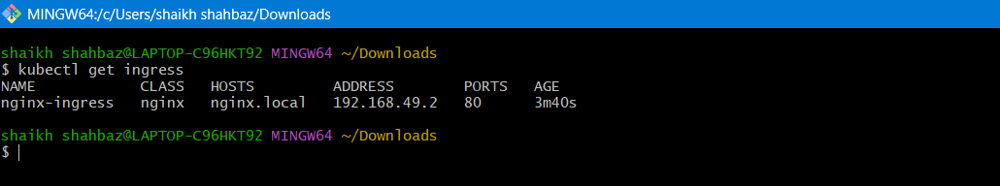 MINGW64:/c/Users/shaikh shahbaz/Downloads
shaikh shahbaz@LAPTOP-C96HKT92 MINGW64 ~/Downloads
$ kubectl get ingress
NAME CLASS HOSTS ADDRESS PORTS AGE
nginx-ingress nginx nginx.local 192.168.49.2 80 3m40s
shaikh shahbaz@LAPTOP-C96HKT92 MINGW64 ~/Downloads
$